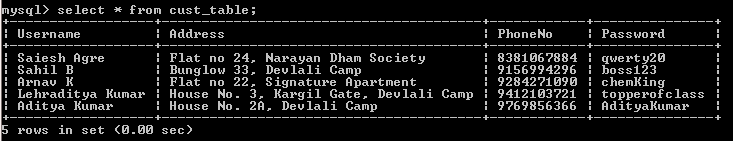 mysql> select * from cust_table;
+------------------+--------------------------------------+------------+---------------+
| Username         | Address                              | PhoneNo    | Password      |
+------------------+--------------------------------------+------------+---------------+
| Saiesh Agre      | Flat no 24, Narayan Dham Society     | 8381067884 | qwerty20      |
| Sahil B          | Bunglow 33, Devlali Camp             | 9156994296 | boss123       |
| Arnav K          | Flat no 22, Signature Apartment      | 9284271090 | chemKing      |
| Lehraditya Kumar | House No. 3, Kargil Gate, Devlali Camp | 9412103721 | topperofclass |
| Aditya Kumar     | House No. 2A, Devlali Camp           | 9769856366 | AdityaKumar   |
+------------------+--------------------------------------+------------+---------------+
5 rows in set (0.00 sec)